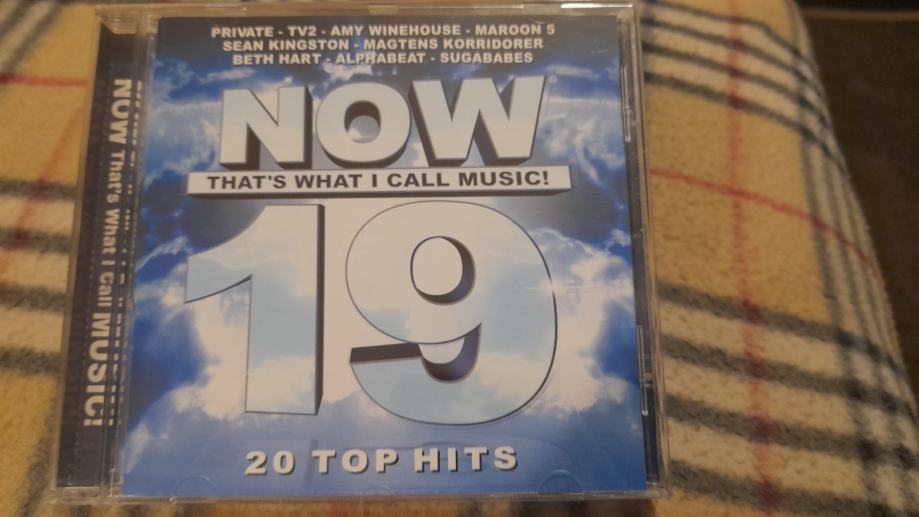 PRIVATE - TV2 - AMY WINEHOUSE - MAROON 5
SEAN KINGSTON - MAGTENS KORRIDORER
BETH HART - ALPHABEAT - SUGABABES
NOW
THAT'S WHAT I CALL MUSIC!
19
20 TOP HITS
NOW That's What I Call MUSIC!